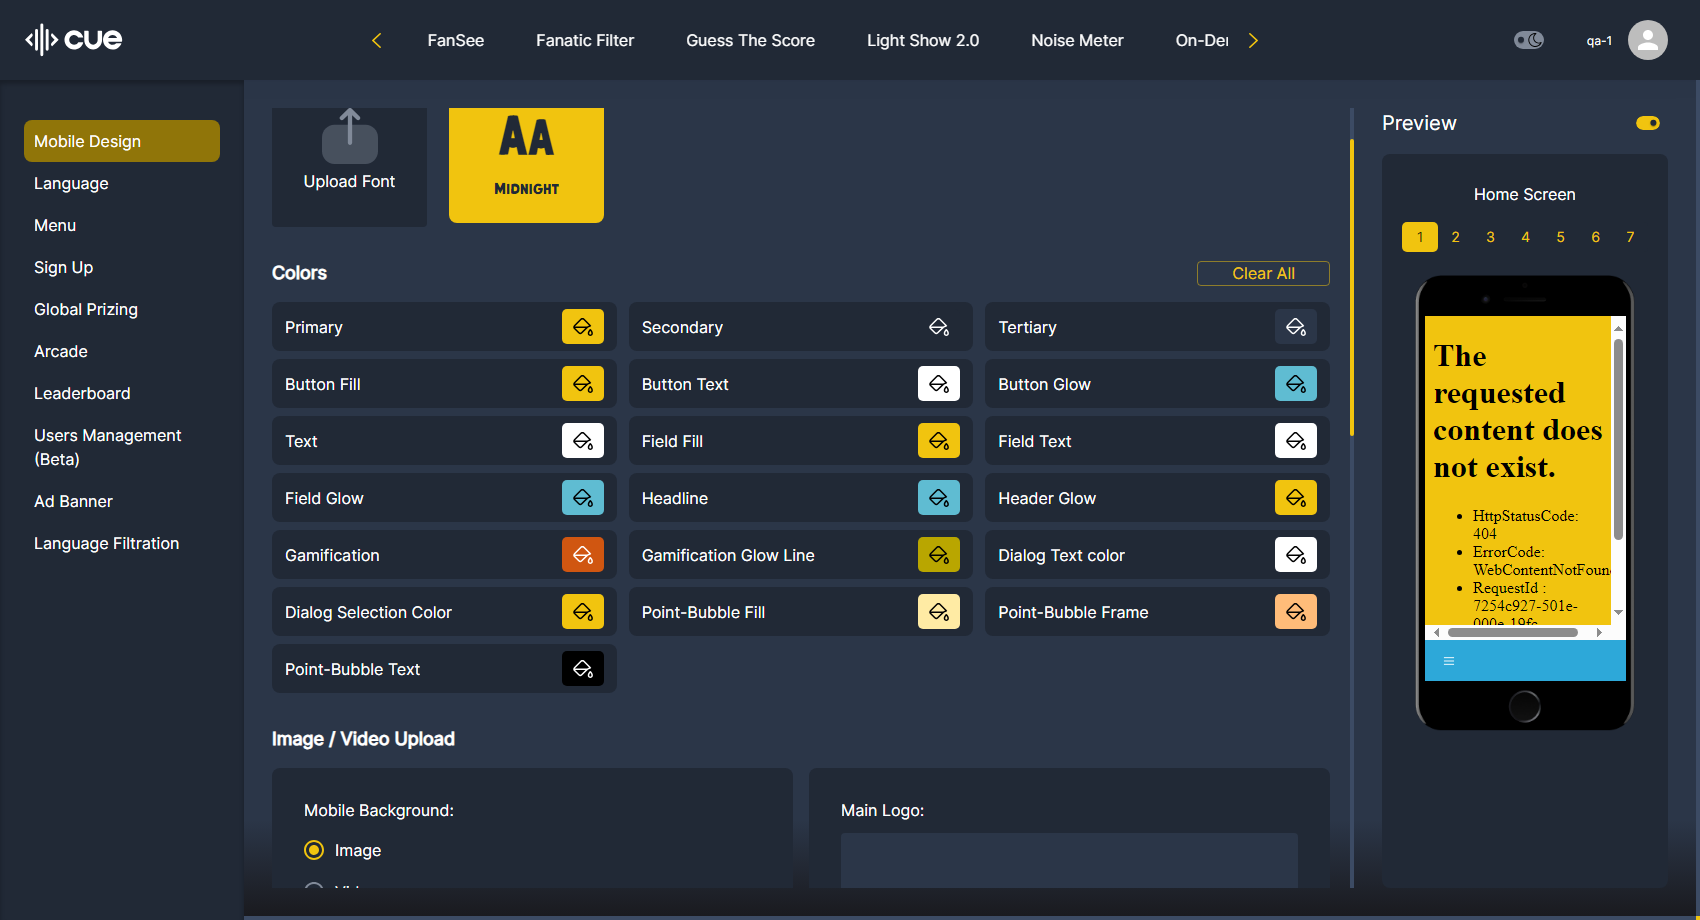 cue
FanSee
Fanatic Filter
Guess The Score
Light Show 2.0
Noise Meter
On-De
qa-1
Mobile Design
Language
Menu
Sign Up
Global Prizing
Arcade
Leaderboard
Users Management
(Beta)
Ad Banner
Language Filtration
Upload Font
AA
MIDNIGHT
Colors
Clear All
Primary
Secondary
Tertiary
Button Fill
Button Text
Button Glow
Text
Field Fill
Field Text
Field Glow
Headline
Header Glow
Gamification
Gamification Glow Line
Dialog Text color
Dialog Selection Color
Point-Bubble Fill
Point-Bubble Frame
Point-Bubble Text
Image / Video Upload
Mobile Background:
Image
Main Logo:
Preview
Home Screen
1 2 3 4 5 6 7
The
requested
content does
not exist.
• HttpStatusCode:
404
• ErrorCode:
WebContentNotFoun
• RequestId :
7254c927-501e-
000e-19fc